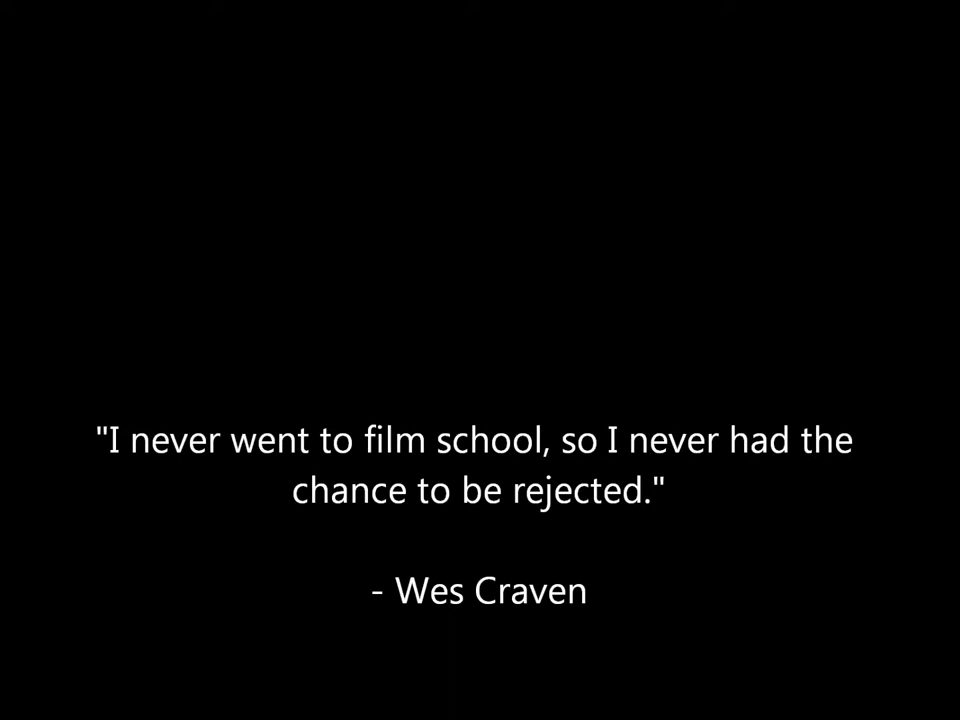 "I never went to film school, so I never had the
chance to be rejected."
- Wes Craven